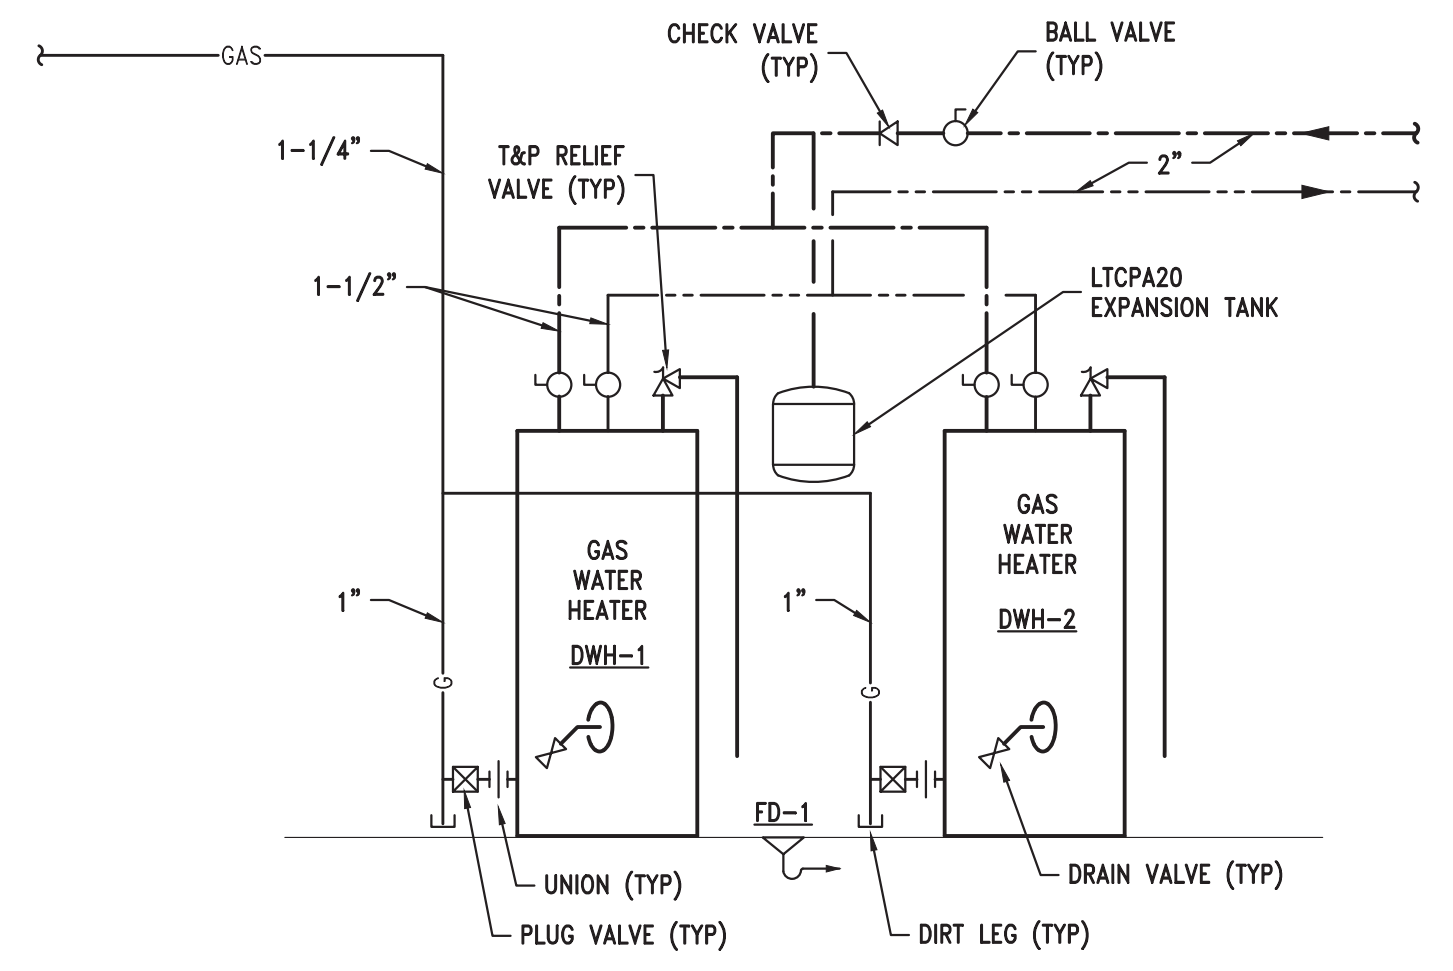 CHECK VALVE
(TYP)
BALL VALVE
(TYP)
GAS
1-1/4"
T&P RELIEF
VALVE (TYP)
2"
1-1/2"
LTCPA20
EXPANSION TANK
GAS
WATER
HEATER
DWH-1
GAS
WATER
HEATER
DWH-2
1"
1"
G
G
FD-1
UNION (TYP)
PLUG VALVE (TYP)
DRAIN VALVE (TYP)
DIRT LEG (TYP)